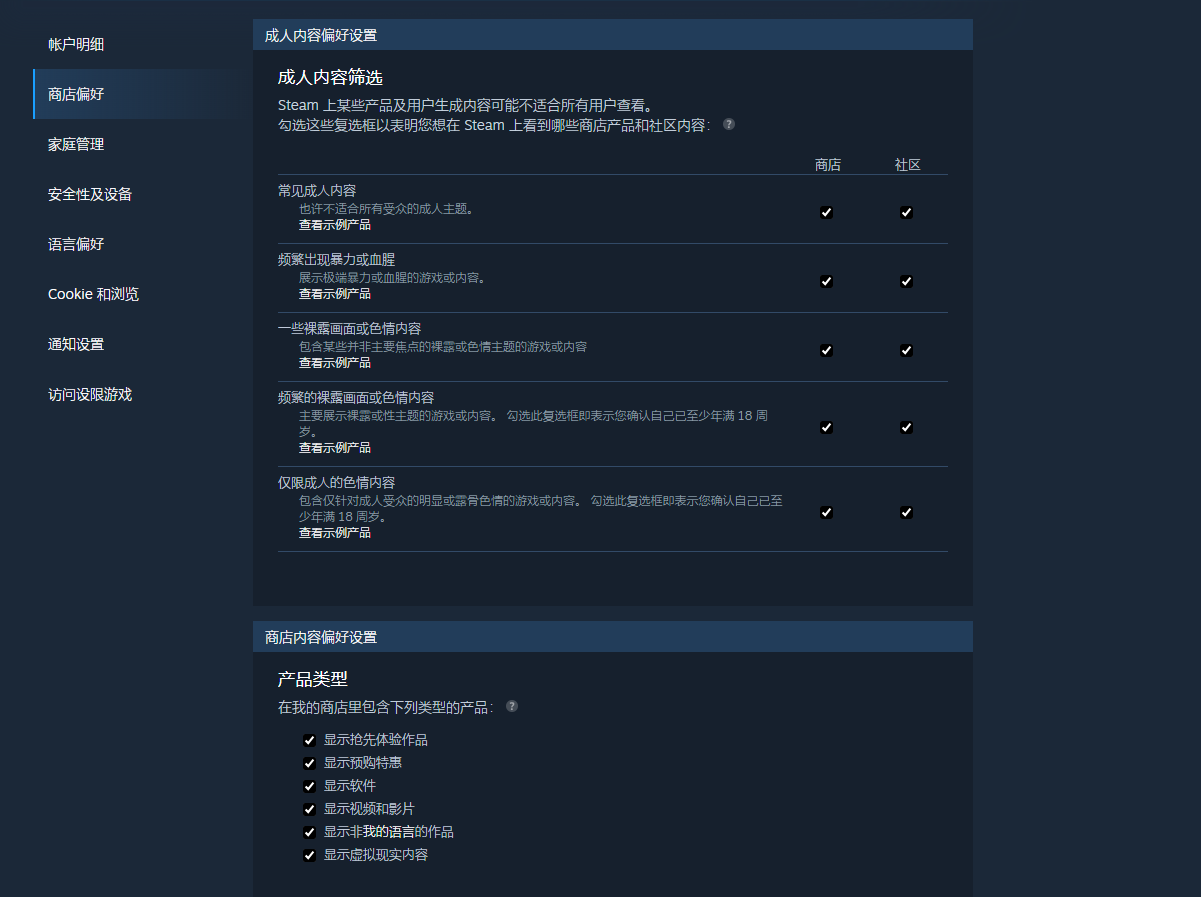 帐户明细
商店偏好
家庭管理
安全性及设备
语言偏好
Cookie 和浏览
通知设置
访问设限游戏
成人内容偏好设置
成人内容筛选
Steam 上某些产品及用户生成内容可能不适合所有用户查看。
勾选这些复选框以表明您想在 Steam 上看到哪些商店产品和社区内容： ?
商店 社区
常见成人内容
也许不适合所有受众的成人主题。
查看示例产品
频繁出现暴力或血腥
展示极端暴力或血腥的游戏或内容。
查看示例产品
一些裸露画面或色情内容
包含某些并非主要焦点的裸露或色情主题的游戏或内容
查看示例产品
频繁的裸露画面或色情内容
主要展示裸露或性主题的游戏或内容。 勾选此复选框即表示您确认自己已至少年满 18 周
岁。
查看示例产品
仅限成人的色情内容
包含仅针对成人受众的明显或露骨色情的游戏或内容。 勾选此复选框即表示您确认自己已至
少年满 18 周岁。
查看示例产品
商店内容偏好设置
产品类型
在我的商店里包含下列类型的产品： ?
显示抢先体验作品
显示预购特惠
显示软件
显示视频和影片
显示非我的语言的作品
显示虚拟现实内容